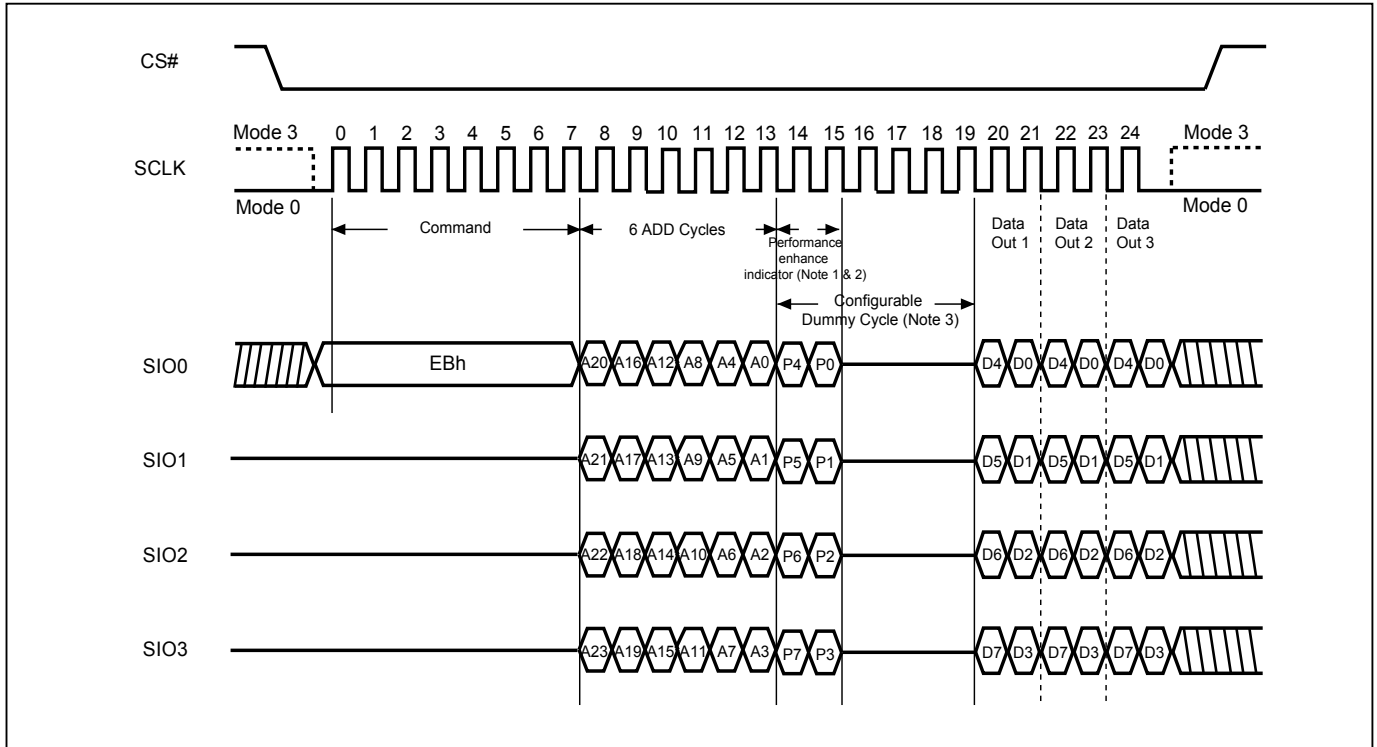 CS#
Mode 3 0 1 2 3 4 5 6 7 8 9 10 11 12 13 14 15 16 17 18 19 20 21 22 23 24 Mode 3
SCLK
Mode 0 Mode 0
Command
6 ADD Cycles
Performance
enhance
indicator (Note 1 & 2)
Data
Out 1
Data
Out 2
Data
Out 3
Configurable
Dummy Cycle (Note 3)
SIO0 EBh A20 A16 A12 A8 A4 A0 P4 P0 D4 D0 D4 D0 D4 D0
SIO1 A21 A17 A13 A9 A5 A1 P5 P1 D5 D1 D5 D1 D5 D1
SIO2 A22 A18 A14 A10 A6 A2 P6 P2 D6 D2 D6 D2 D6 D2
SIO3 A23 A19 A15 A11 A7 A3 P7 P3 D7 D3 D7 D3 D7 D3